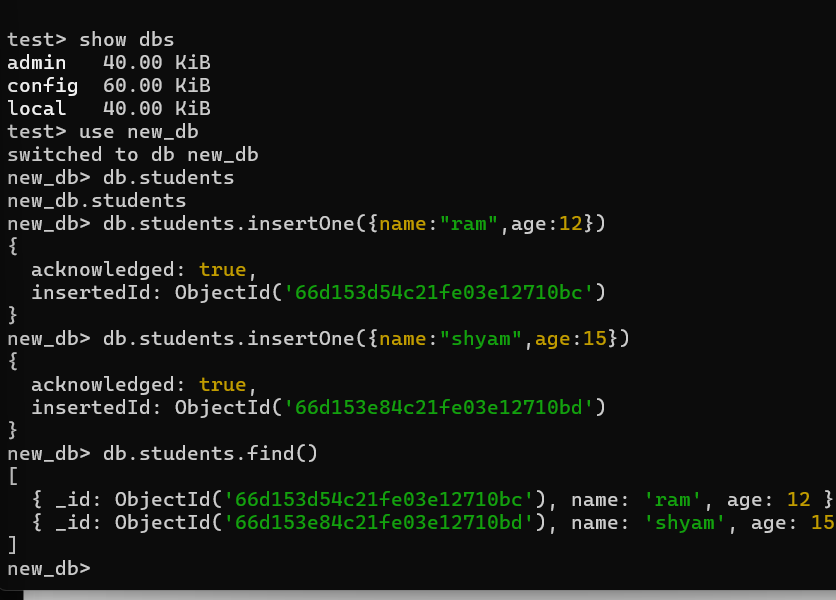 test> show dbs
admin   40.00 KiB
config  60.00 KiB
local   40.00 KiB
test> use new_db
switched to db new_db
new_db> db.students
new_db.students
new_db> db.students.insertOne({name:"ram",age:12})
{
  acknowledged: true,
  insertedId: ObjectId('66d153d54c21fe03e12710bc')
}
new_db> db.students.insertOne({name:"shyam",age:15})
{
  acknowledged: true,
  insertedId: ObjectId('66d153e84c21fe03e12710bd')
}
new_db> db.students.find()
[
  { _id: ObjectId('66d153d54c21fe03e12710bc'), name: 'ram', age: 12 }
  { _id: ObjectId('66d153e84c21fe03e12710bd'), name: 'shyam', age: 15
]
new_db>